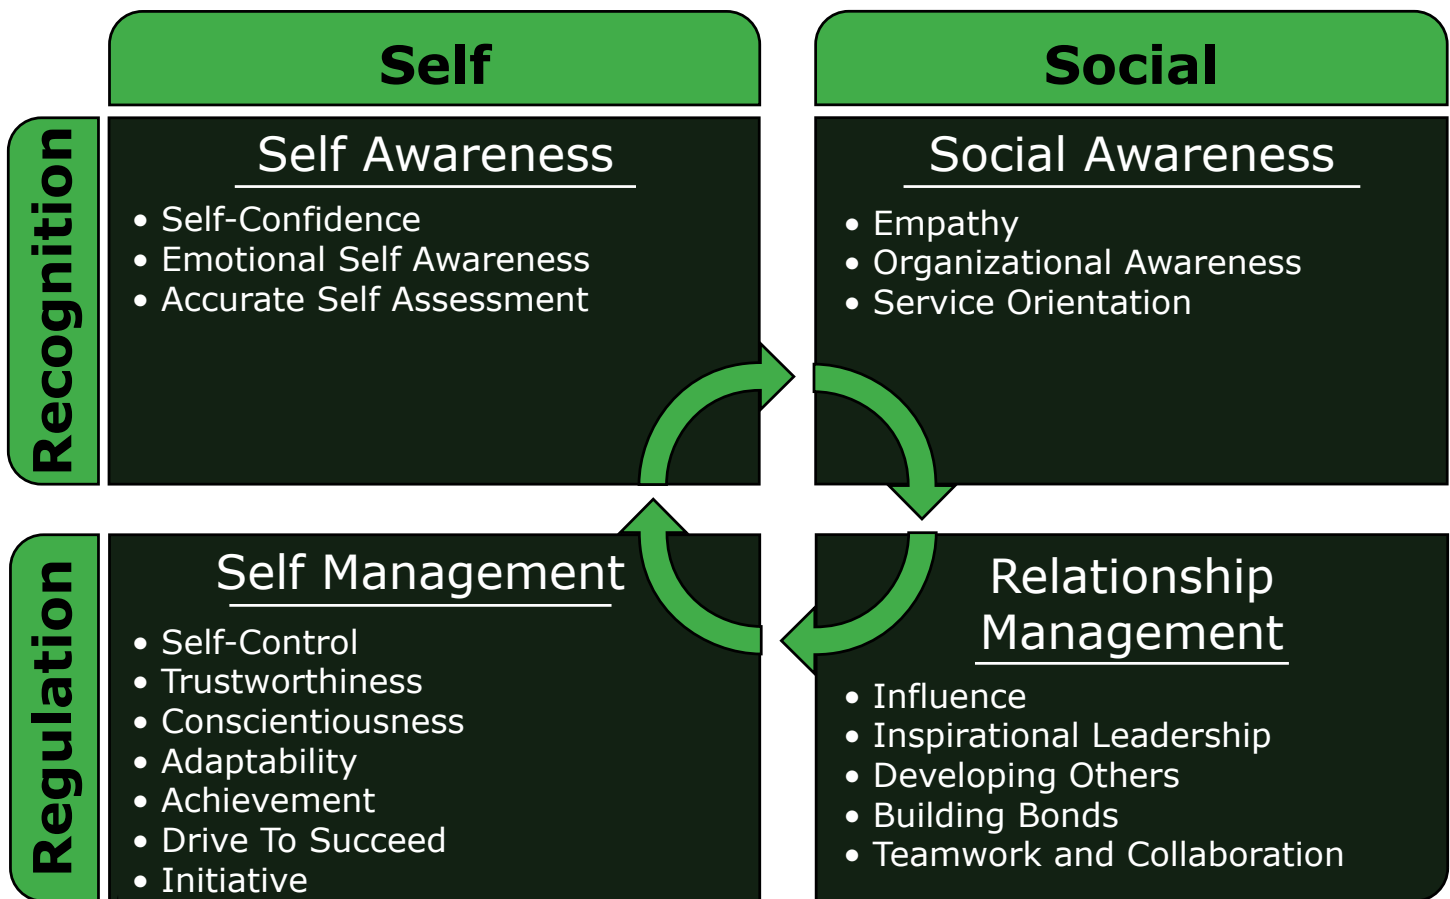 Self
Social
Recognition
Self Awareness
• Self-Confidence
• Emotional Self Awareness
• Accurate Self Assessment
Social Awareness
• Empathy
• Organizational Awareness
• Service Orientation
Regulation
Self Management
• Self-Control
• Trustworthiness
• Conscientiousness
• Adaptability
• Achievement
• Drive To Succeed
• Initiative
Relationship
Management
• Influence
• Inspirational Leadership
• Developing Others
• Building Bonds
• Teamwork and Collaboration